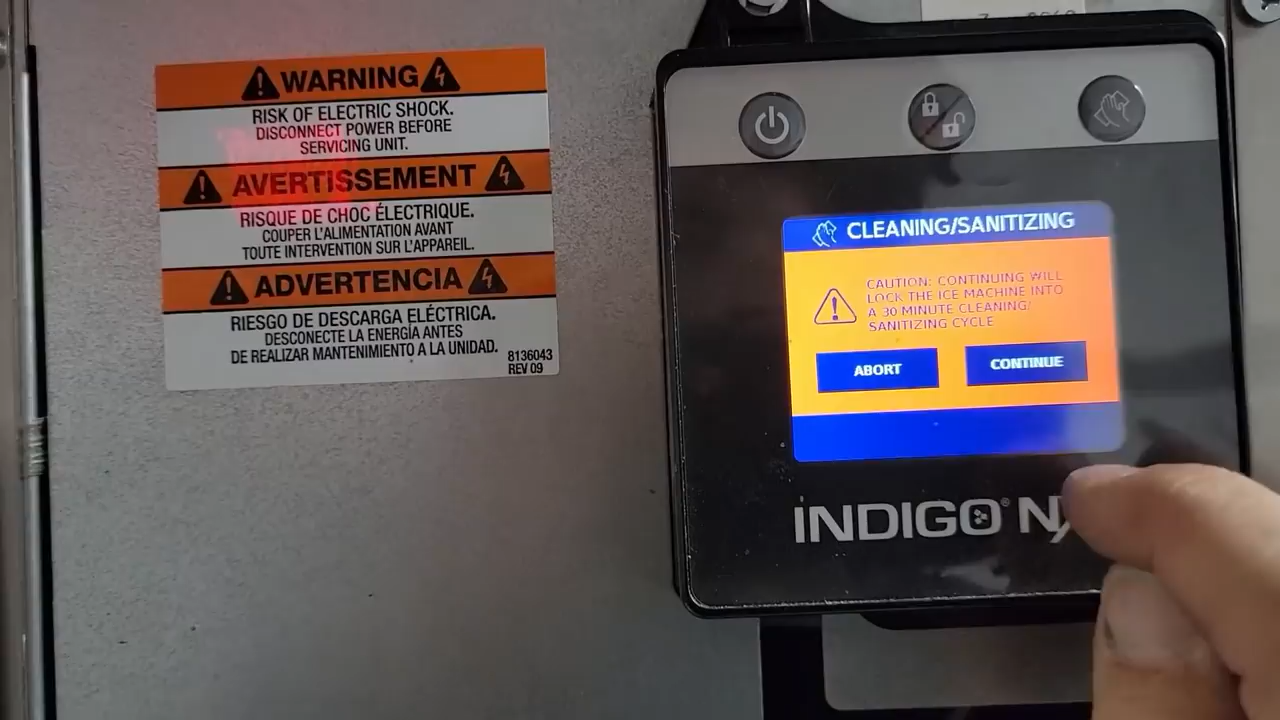 WARNING
RISK OF ELECTRIC SHOCK.
DISCONNECT POWER BEFORE
SERVICING UNIT.
AVERTISSEMENT
RISQUE DE CHOC ÉLECTRIQUE.
COUPER L'ALIMENTATION AVANT
TOUTE INTERVENTION SUR L'APPAREIL.
ADVERTENCIA
RIESGO DE DESCARGA ELÉCTRICA.
DESCONECTE LA ENERGÍA ANTES
DE REALIZAR MANTENIMIENTO A LA UNIDAD.
8136043
REV 09
CLEANING/SANITIZING
CAUTION: CONTINUING WILL
LOCK THE ICE MACHINE INTO
A 30 MINUTE CLEANING/
SANITIZING CYCLE
ABORT
CONTINUE
INDIGO®